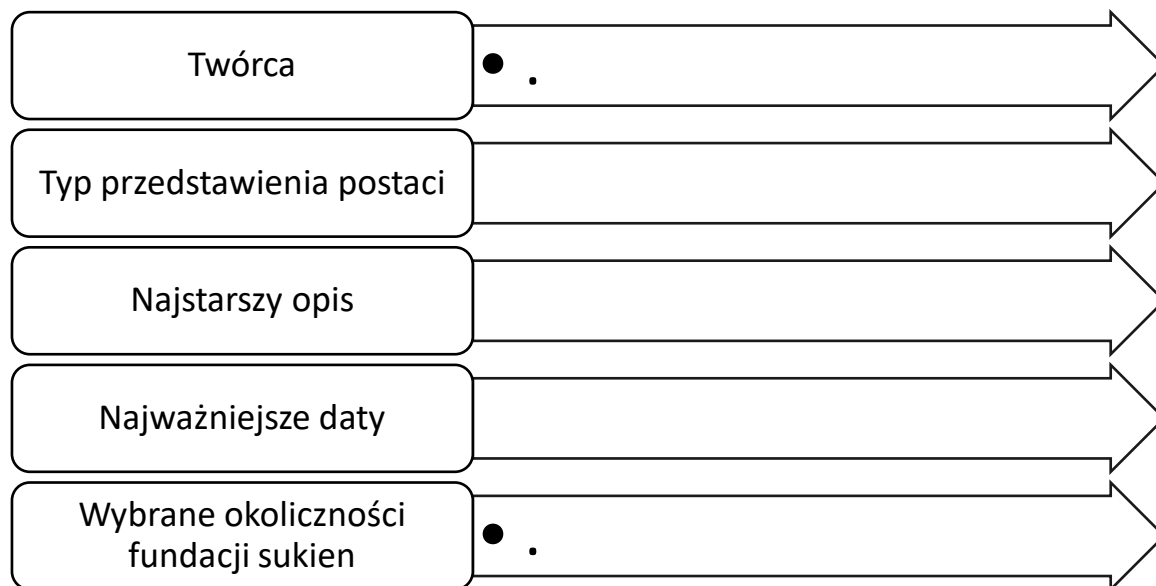 Twórca
• .
Typ przedstawienia postaci
Najstarszy opis
Najważniejsze daty
Wybrane okoliczności
fundacji sukien
• .